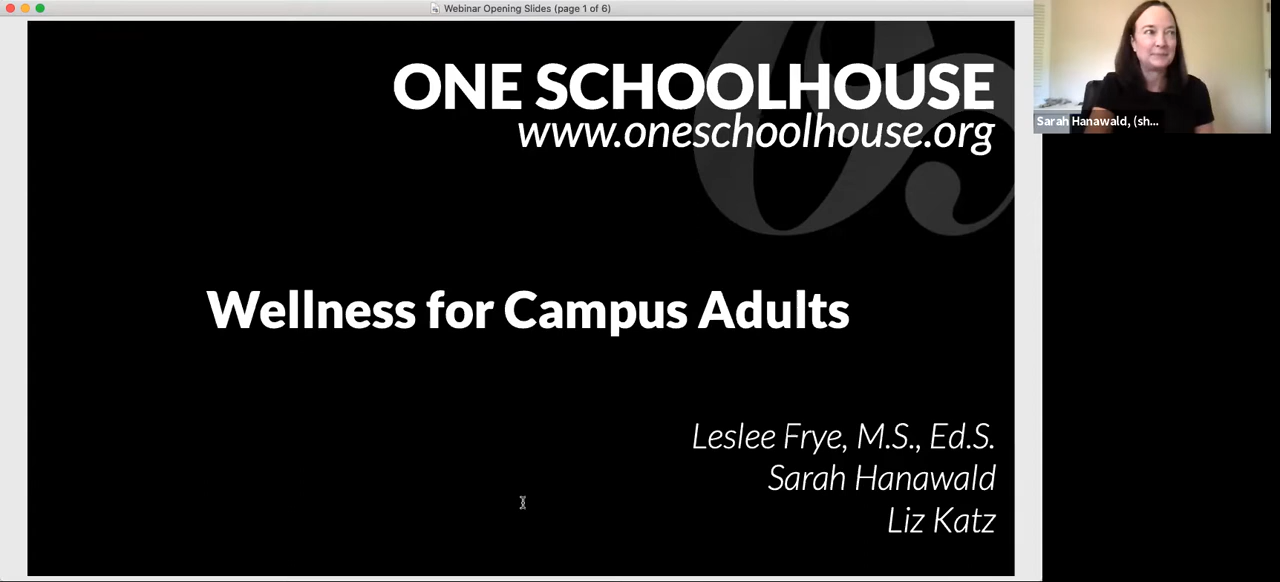 Webinar Opening Slides (page 1 of 6)
ONE SCHOOLHOUSE
www.oneschoolhouse.org
Sarah Hanawald, (sh...
Wellness for Campus Adults
Leslee Frye, M.S., Ed.S.
Sarah Hanawald
Liz Katz